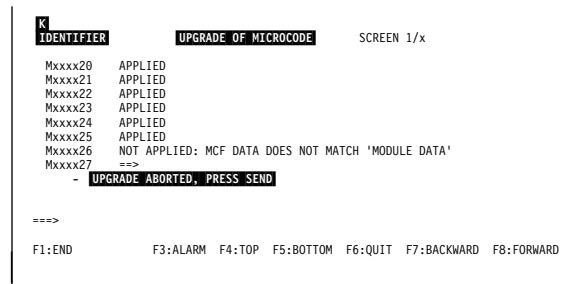 K
IDENTIFIER UPGRADE OF MICROCODE SCREEN 1/x
Mxxxx20 APPLIED
Mxxxx21 APPLIED
Mxxxx22 APPLIED
Mxxxx23 APPLIED
Mxxxx24 APPLIED
Mxxxx25 APPLIED
Mxxxx26 NOT APPLIED: MCF DATA DOES NOT MATCH 'MODULE DATA'
Mxxxx27 ==>
- UPGRADE ABORTED, PRESS SEND
===>
F1:END F3:ALARM F4:TOP F5:BOTTOM F6:QUIT F7:BACKWARD F8:FORWARD